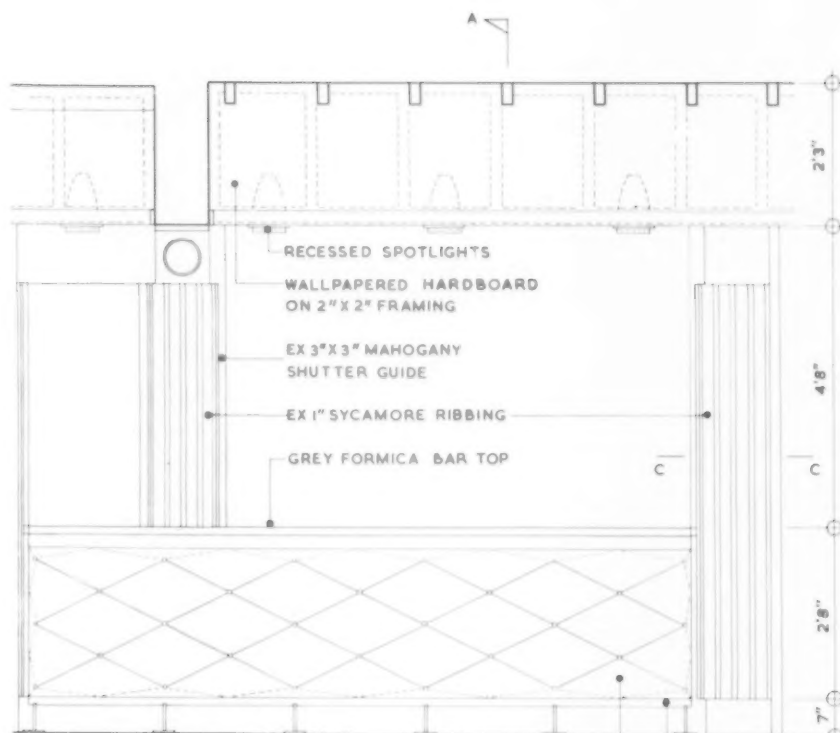 A
2'3"
RECESSED SPOTLIGHTS
WALLPAPERED HARDBOARD
ON 2"X 2" FRAMING
EX 3"X 3" MAHOGANY
SHUTTER GUIDE
4'8"
EX 1" SYCAMORE RIBBING
GREY FORMICA BAR TOP
C C
2'8"
7"